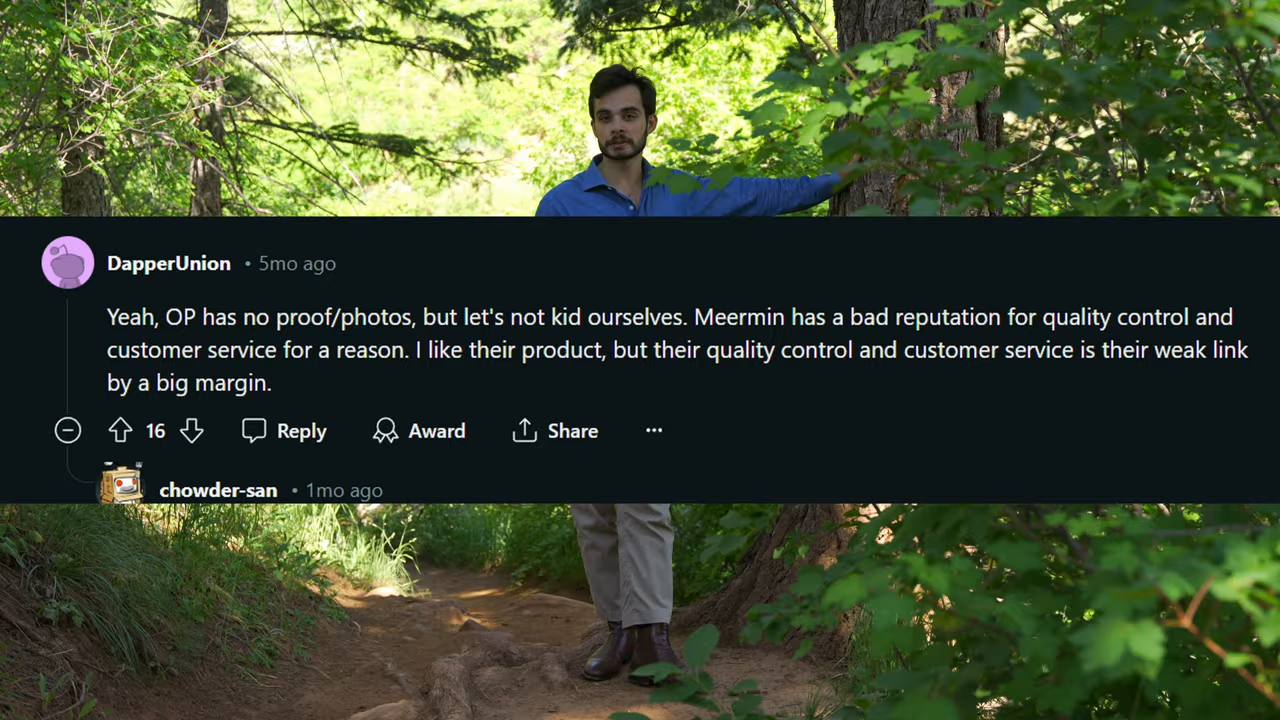 DapperUnion • 5mo ago
Yeah, OP has no proof/photos, but let's not kid ourselves. Meermin has a bad reputation for quality control and
customer service for a reason. I like their product, but their quality control and customer service is their weak link
by a big margin.
16 Reply Award Share ···
chowder-san • 1mo ago